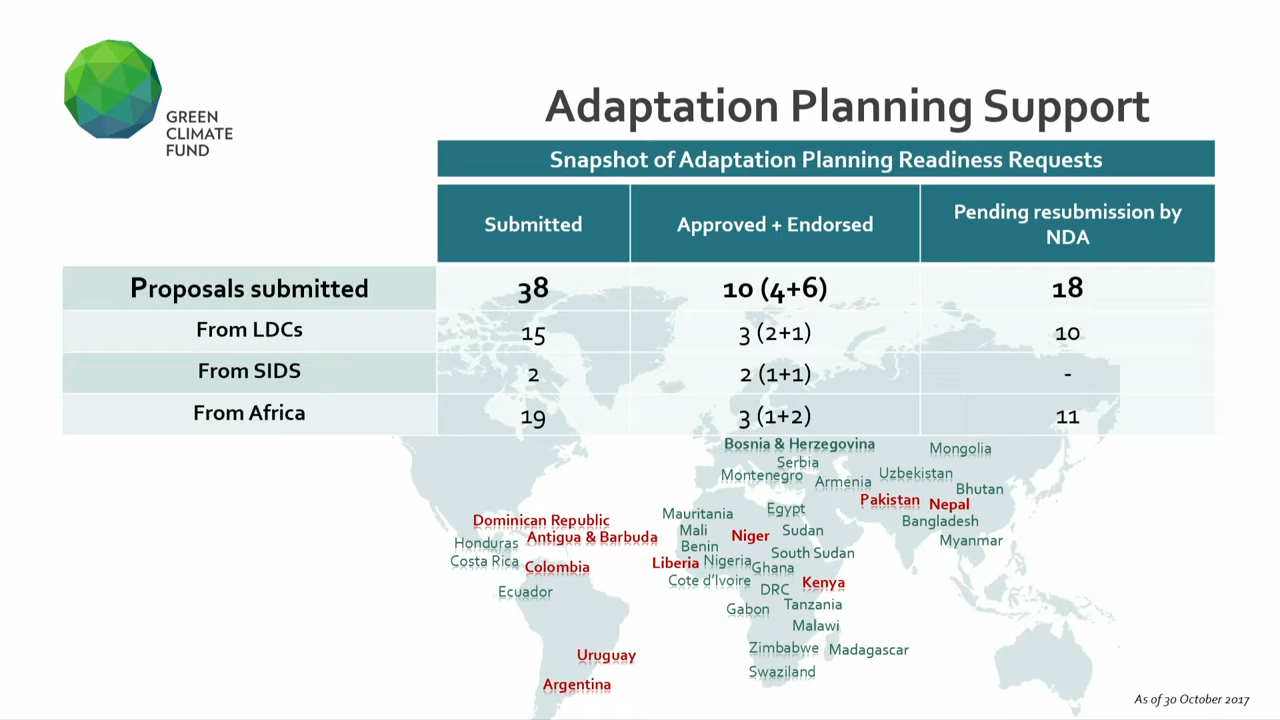 GREEN
CLIMATE
FUND
Adaptation Planning Support
Snapshot of Adaptation Planning Readiness Requests
Submitted Approved + Endorsed Pending resubmission by NDA
Proposals submitted 38 10 (4+6) 18
From LDCs 15 3 (2+1) 10
From SIDS 2 2 (1+1) -
From Africa 19 3 (1+2) 11
Bosnia & Herzegovina Mongolia
Serbia
Montenegro Armenia Uzbekistan
Bhutan
Pakistan Nepal
Mauritania Egypt Bangladesh
Dominican Republic Mali Niger Sudan Myanmar
Honduras Antigua & Barbuda Benin
South Sudan
Costa Rica Colombia Liberia Nigeria Ghana
Cote d'Ivoire DRC Kenya
Ecuador Gabon Tanzania
Malawi
Uruguay Zimbabwe Madagascar
Swaziland
Argentina
As of 30 October 2017